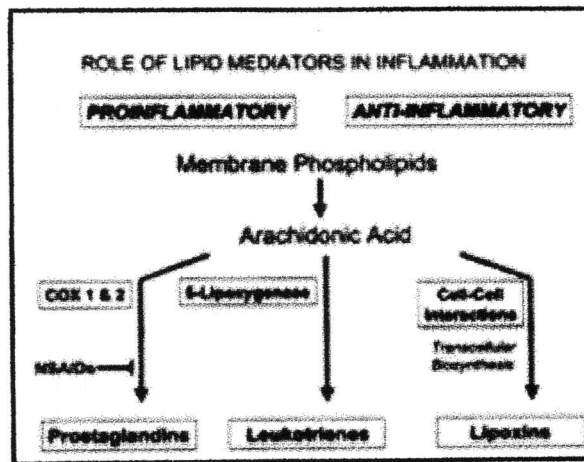 ROLE OF LIPID MEDIATORS IN INFLAMMATION
PROINFLAMMATORY ANTI-INFLAMMATORY
Membrane Phospholipids
Arachidonic Acid
COX 1 & 2
5-Lipoxygenase
Cell-Cell
Interactions
Transcellular
Biosynthesis
NSAIDs
Prostaglandins Leukotrienes Lipoxins